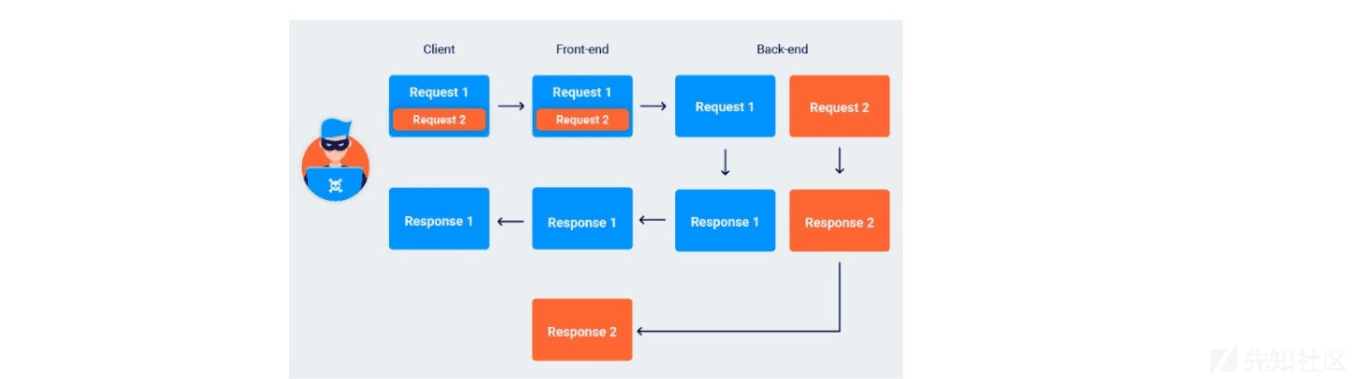 Client Front-end Back-end
Request 1 Request 1
Request 2 Request 2
Request 1 Request 2
Response 1 Response 1 Response 1 Response 2
Response 2
先知社区